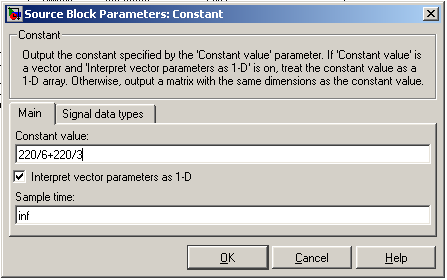 Source Block Parameters: Constant
Constant
Output the constant specified by the 'Constant value' parameter. If 'Constant value' is
a vector and 'Interpret vector parameters as 1-D' is on, treat the constant value as a
1-D array. Otherwise, output a matrix with the same dimensions as the constant value.
Main Signal data types
Constant value:
220/6+220/3
Interpret vector parameters as 1-D
Sample time:
inf
OK Cancel Help